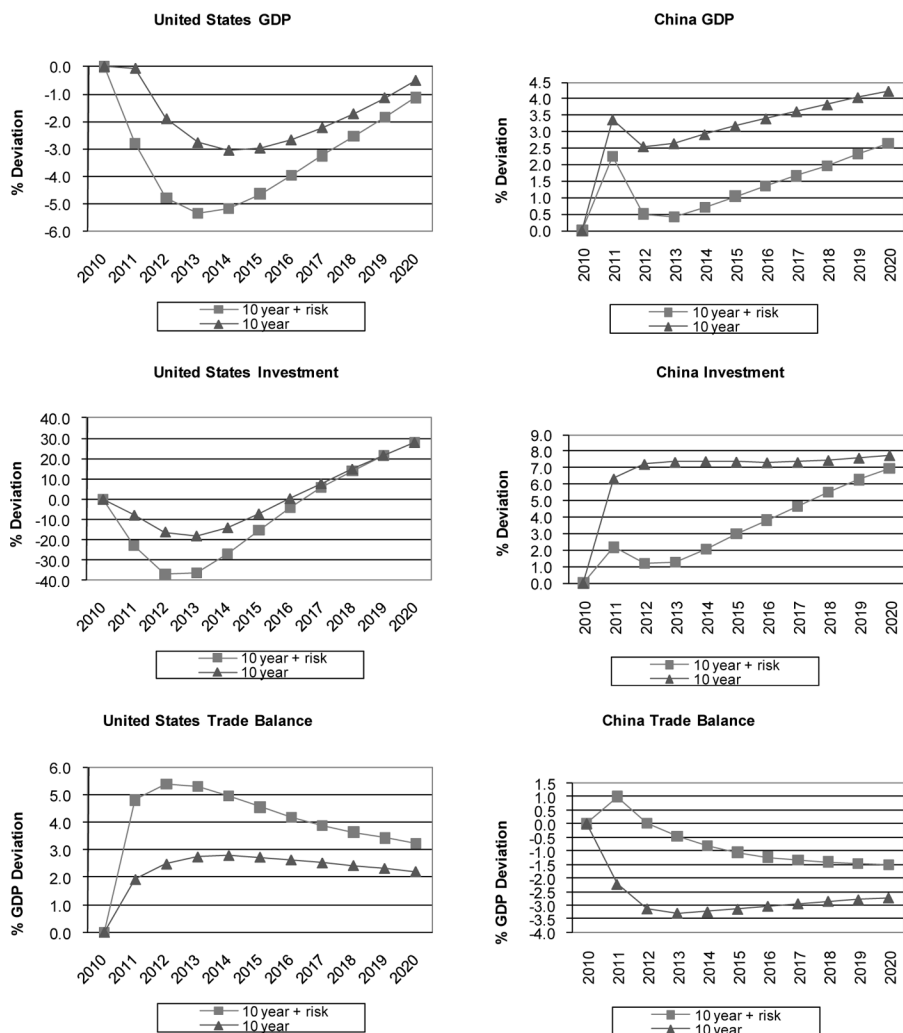 United States GDP
% Deviation
0.0
-1.0
-2.0
-3.0
-4.0
-5.0
-6.0
2010 2011 2012 2013 2014 2015 2016 2017 2018 2019 2020
10 year + risk
10 year
China GDP
% Deviation
4.5
4.0
3.5
3.0
2.5
2.0
1.5
1.0
0.5
0.0
2010 2011 2012 2013 2014 2015 2016 2017 2018 2019 2020
10 year + risk
10 year
United States Investment
% Deviation
40.0
30.0
20.0
10.0
0.0
-10.0
-20.0
-30.0
-40.0
2010 2011 2012 2013 2014 2015 2016 2017 2018 2019 2020
10 year + risk
10 year
China Investment
% Deviation
9.0
8.0
7.0
6.0
5.0
4.0
3.0
2.0
1.0
0.0
2010 2011 2012 2013 2014 2015 2016 2017 2018 2019 2020
10 year + risk
10 year
United States Trade Balance
% GDP Deviation
6.0
5.0
4.0
3.0
2.0
1.0
0.0
2010 2011 2012 2013 2014 2015 2016 2017 2018 2019 2020
10 year + risk
10 year
China Trade Balance
% GDP Deviation
1.5
1.0
0.5
0.0
-0.5
-1.0
-1.5
-2.0
-2.5
-3.0
-3.5
-4.0
2010 2011 2012 2013 2014 2015 2016 2017 2018 2019 2020
10 year + risk
10 year